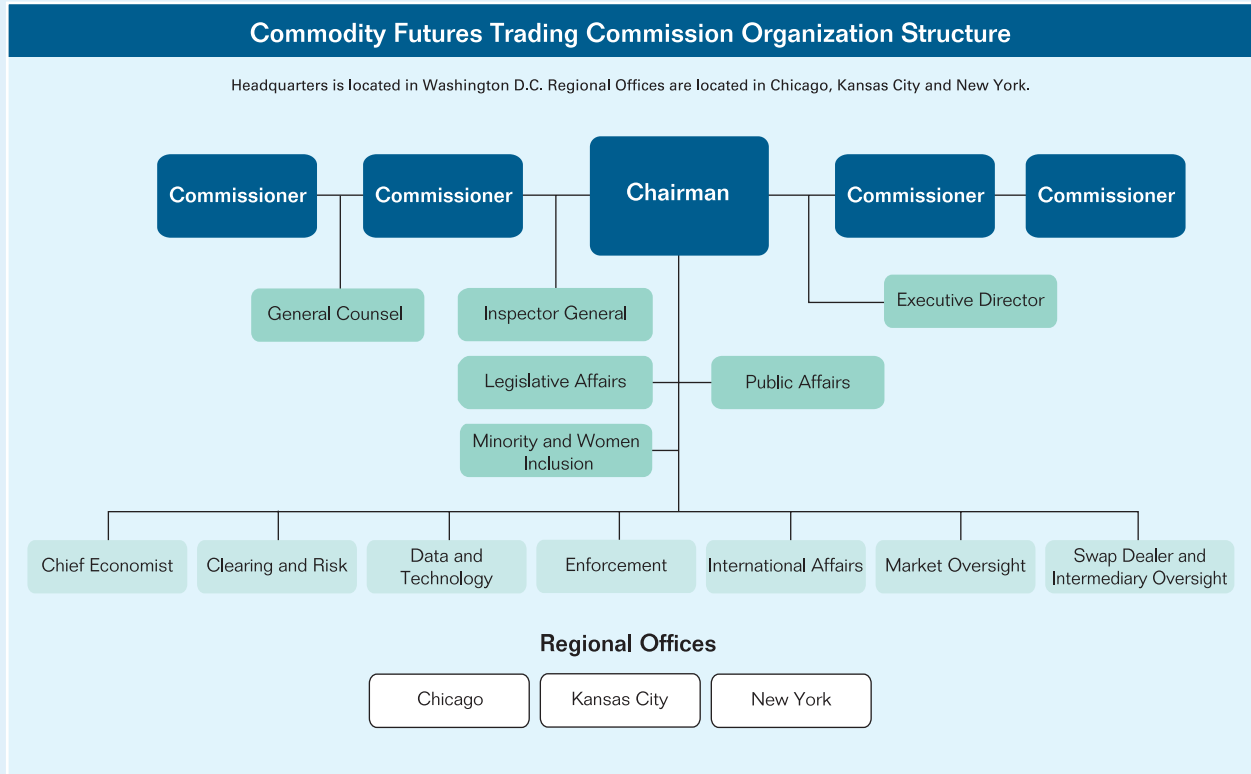 Commodity Futures Trading Commission Organization Structure
Headquarters is located in Washington D.C. Regional Offices are located in Chicago, Kansas City and New York.
Commissioner
Commissioner
Chairman
Commissioner
Commissioner
General Counsel
Inspector General
Executive Director
Legislative Affairs
Public Affairs
Minority and Women
Inclusion
Chief Economist
Clearing and Risk
Data and
Technology
Enforcement
International Affairs
Market Oversight
Swap Dealer and
Intermediary Oversight
Regional Offices
Chicago
Kansas City
New York